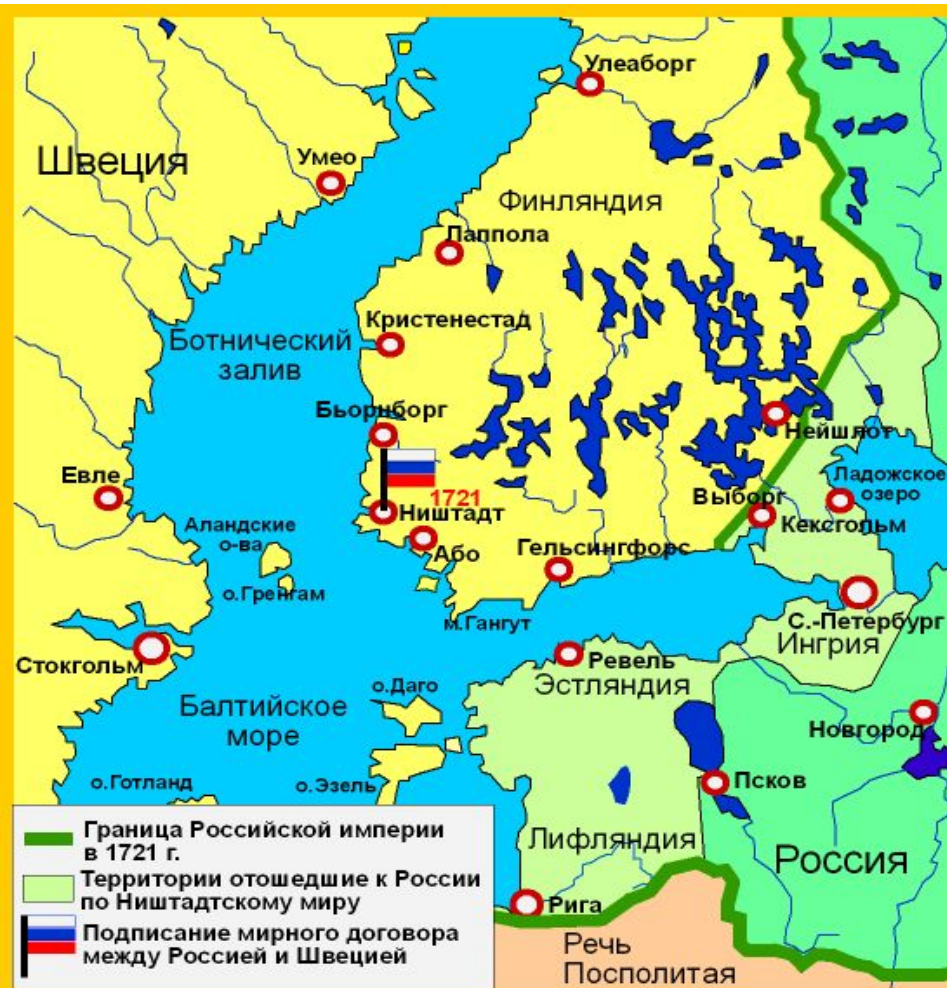 Улеаборг
Швеция
Умео
Финляндия
Лаппола
Кристенестад
Ботнический
залив
Бьорнборг
Нейшлот
Евле
1721
Ништадт
Выборг
Ладожское
озеро
Кексгольм
Аландские
о-ва
Або
Гельсингфорс
о.Гренгам
м.Гангут
С.-Петербург
Ингрия
Стокгольм
Ревель
Эстляндия
о.Даго
Балтийское
море
Новгород
о.Готланд
о.Эзель
Псков
Лифляндия
Россия
Рига
Речь
Посполитая
Граница Российской империи
в 1721 г.
Территории отошедшие к России
по Ништадтскому миру
Подписание мирного договора
между Россией и Швецией